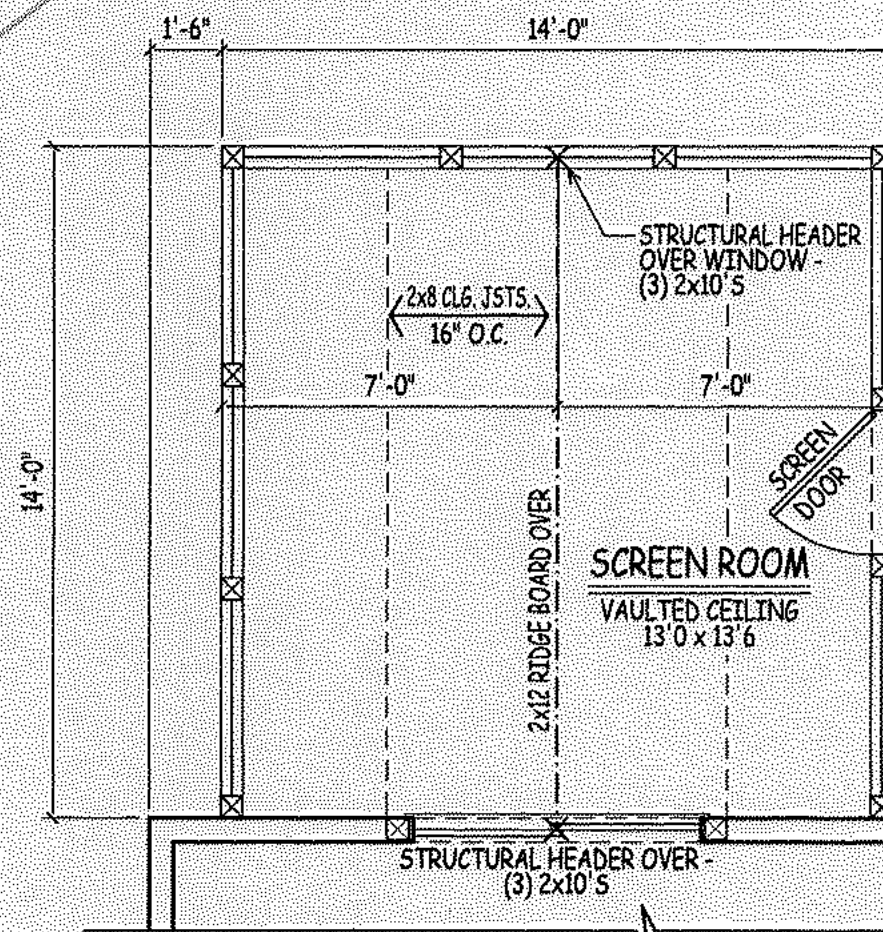 1'-6"
14'-0"
STRUCTURAL HEADER
OVER WINDOW -
(3) 2x10'S
2x8 CLG. JSTS.
16" O.C.
7'-0"
7'-0"
14'-0"
SCREEN
DOOR
2x12 RIDGE BOARD OVER
SCREEN ROOM
VAULTED CEILING
13'0 x 13'6
STRUCTURAL HEADER OVER -
(3) 2x10'S